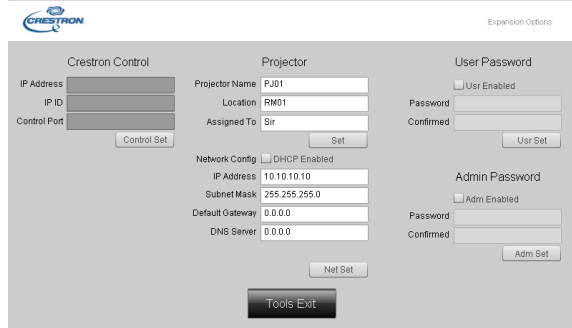 CRESTRON
Expansion Options
Crestron Control
IP Address
IP ID
Control Port
Control Set
Projector
Projector Name PJ01
Location RM01
Assigned To Sir
Set
Network Config DHCP Enabled
IP Address 10.10.10.10
Subnet Mask 255.255.255.0
Default Gateway 0.0.0.0
DNS Server 0.0.0.0
Net Set
User Password
Usr Enabled
Password
Confirmed
Usr Set
Admin Password
Adm Enabled
Password
Confirmed
Adm Set
Tools Exit